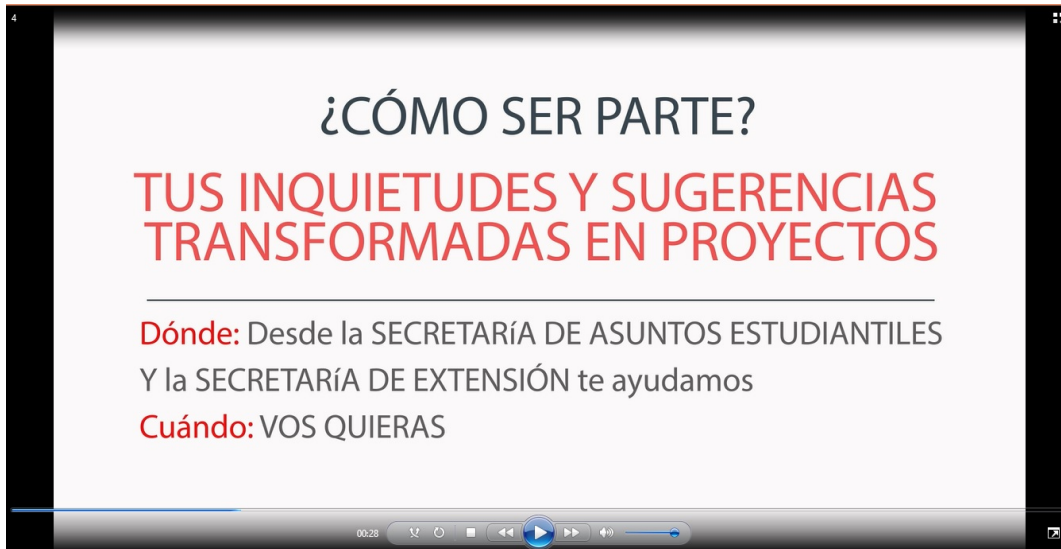 4
¿CÓMO SER PARTE?
TUS INQUIETUDES Y SUGERENCIAS
TRANSFORMADAS EN PROYECTOS
Dónde: Desde la SECRETARíA DE ASUNTOS ESTUDIANTILES
Y la SECRETARíA DE EXTENSIÓN te ayudamos
Cuándo: VOS QUIERAS
00:28